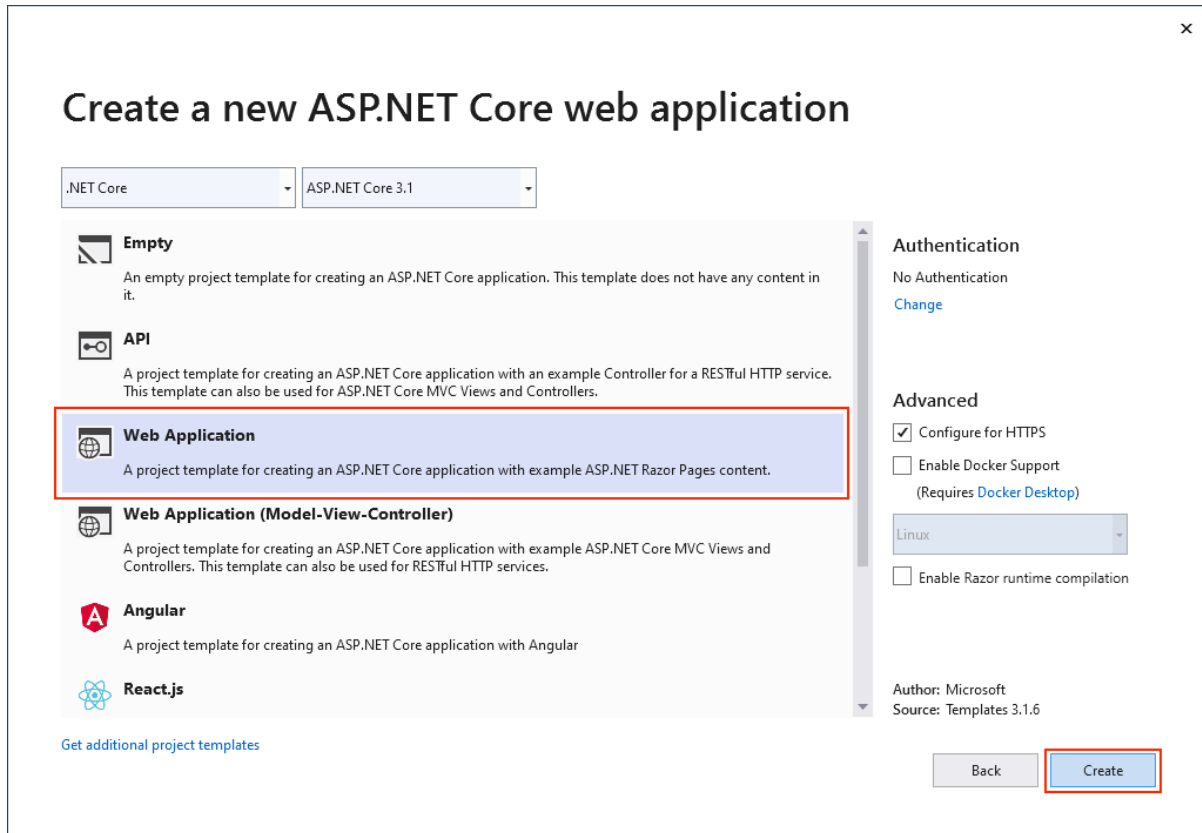 Create a new ASP.NET Core web application
.NET Core
ASP.NET Core 3.1
Empty
An empty project template for creating an ASP.NET Core application. This template does not have any content in
it.
API
A project template for creating an ASP.NET Core application with an example Controller for a RESTful HTTP service.
This template can also be used for ASP.NET Core MVC Views and Controllers.
Web Application
A project template for creating an ASP.NET Core application with example ASP.NET Razor Pages content.
Web Application (Model-View-Controller)
A project template for creating an ASP.NET Core application with example ASP.NET Core MVC Views and
Controllers. This template can also be used for RESTful HTTP services.
Angular
A project template for creating an ASP.NET Core application with Angular
React.js
Get additional project templates
Authentication
No Authentication
Change
Advanced
Configure for HTTPS
Enable Docker Support
(Requires Docker Desktop)
Linux
Enable Razor runtime compilation
Author: Microsoft
Source: Templates 3.1.6
Back
Create